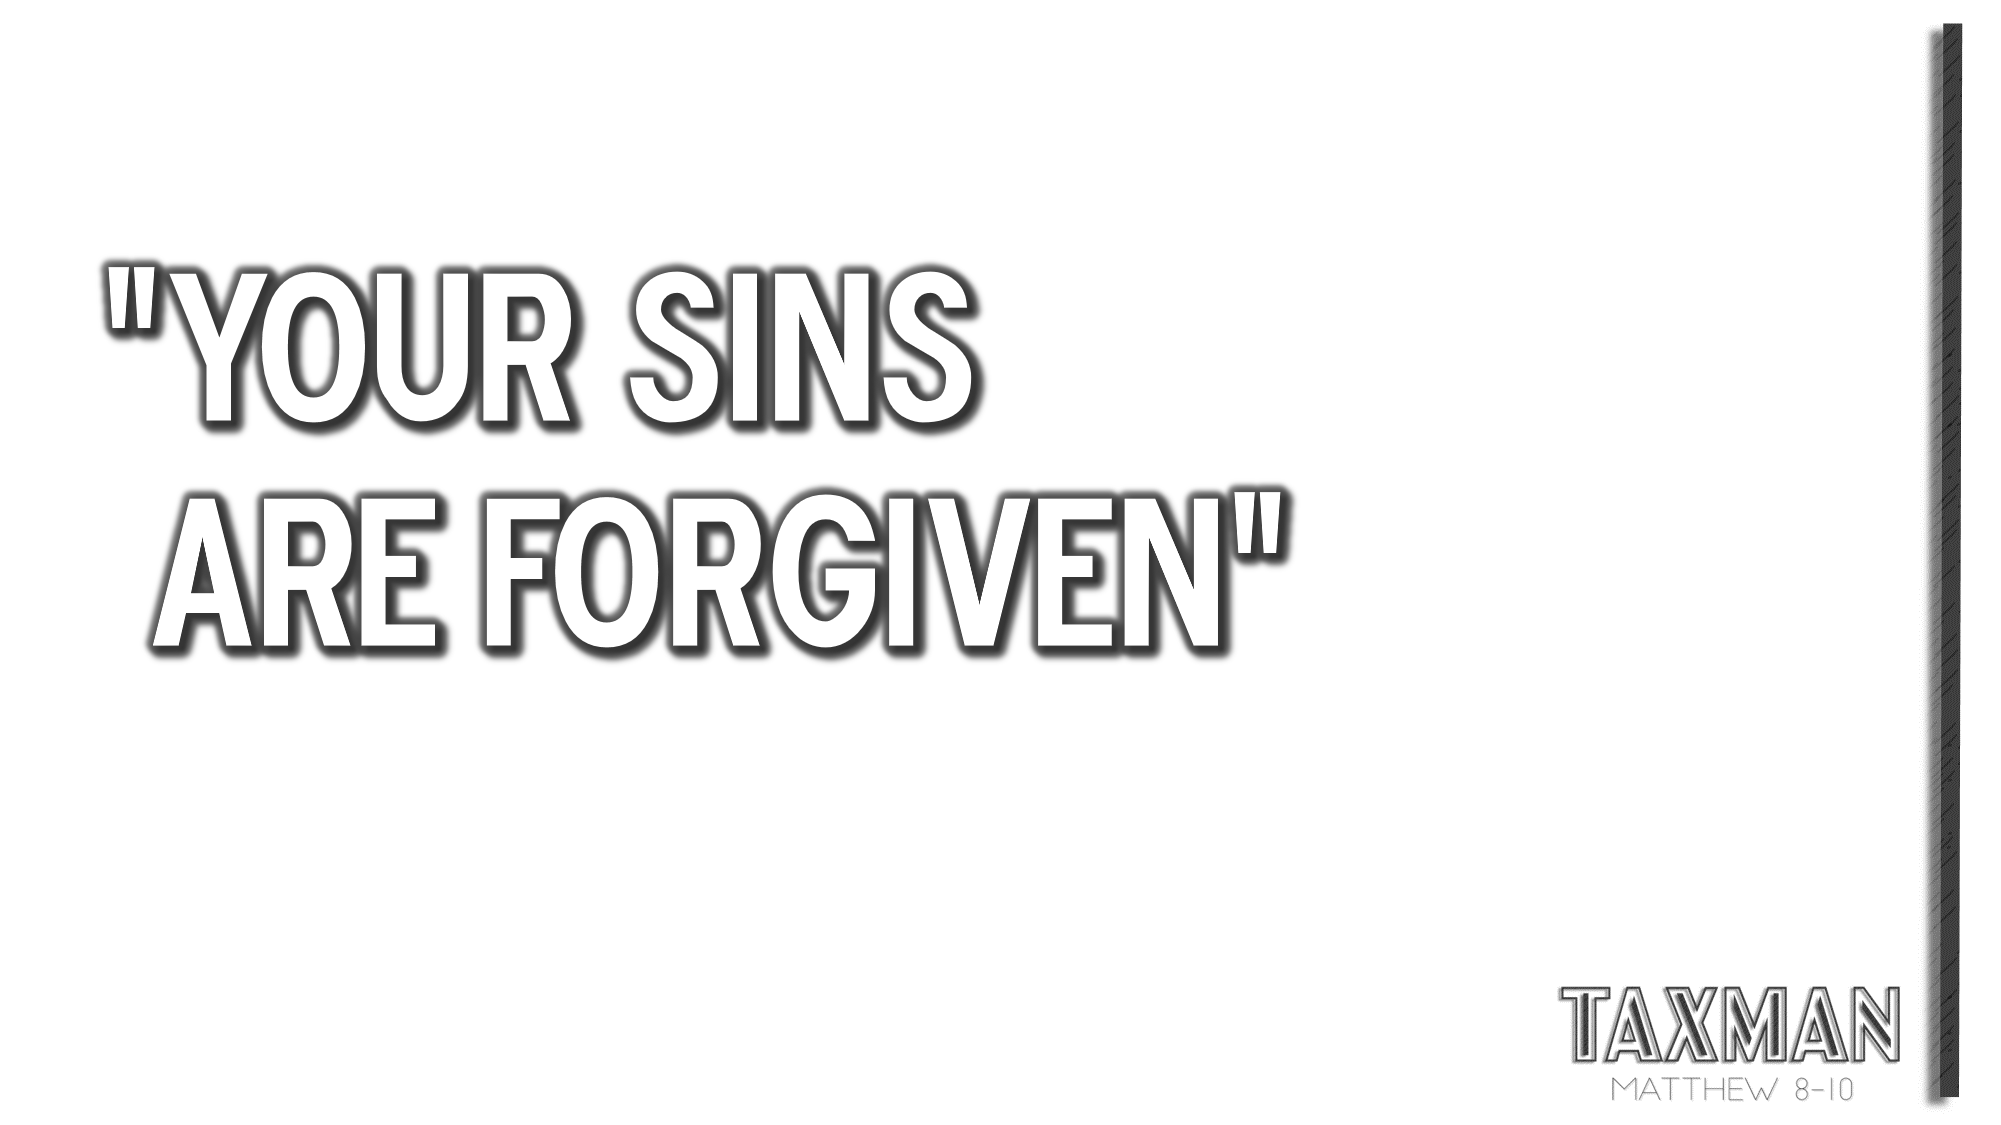 "YOUR SINS
ARE FORGIVEN"
TAXMAN
MATTHEW 8-10